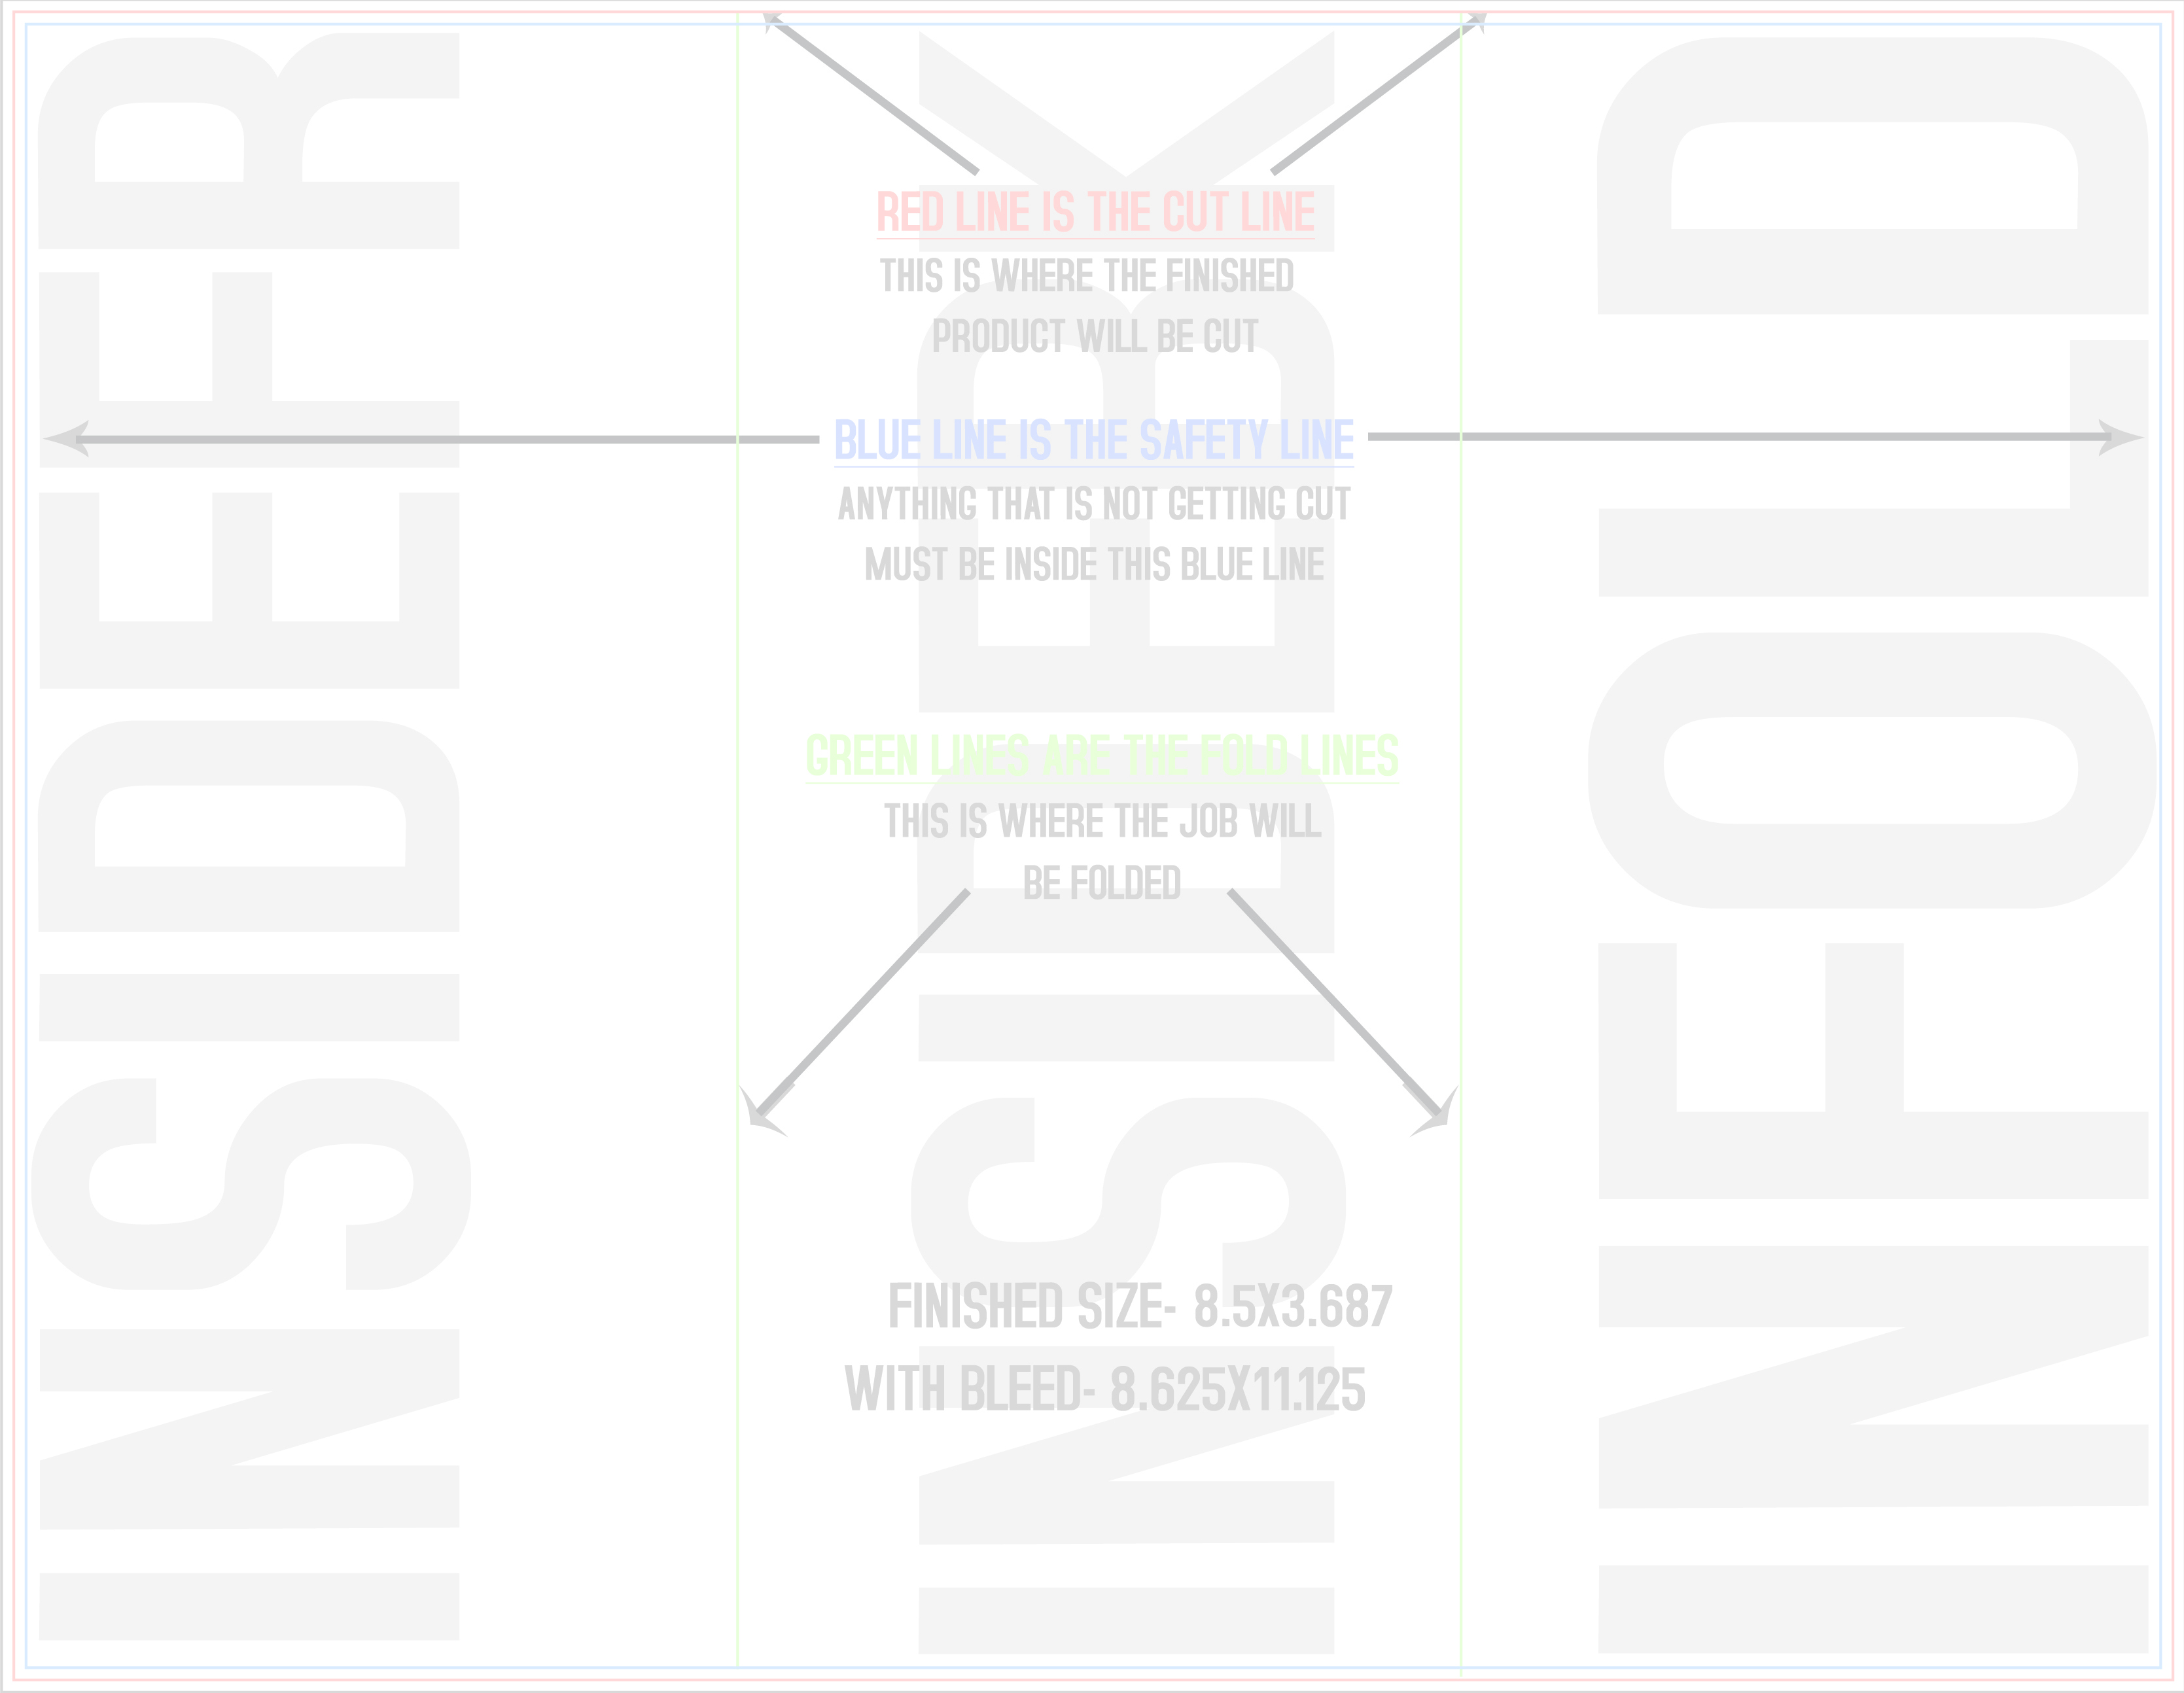 INSIDER
INSIDE BK
INFOLD
RED LINE IS THE CUT LINE
THIS IS WHERE THE FINISHED
PRODUCT WILL BE CUT
BLUE LINE IS THE SAFETY LINE
ANYTHING THAT IS NOT GETTING CUT
MUST BE INSIDE THIS BLUE LINE
GREEN LINES ARE THE FOLD LINES
THIS IS WHERE THE JOB WILL
BE FOLDED
FINISHED SIZE- 8.5X3.687
WITH BLEED- 8.625X11.125